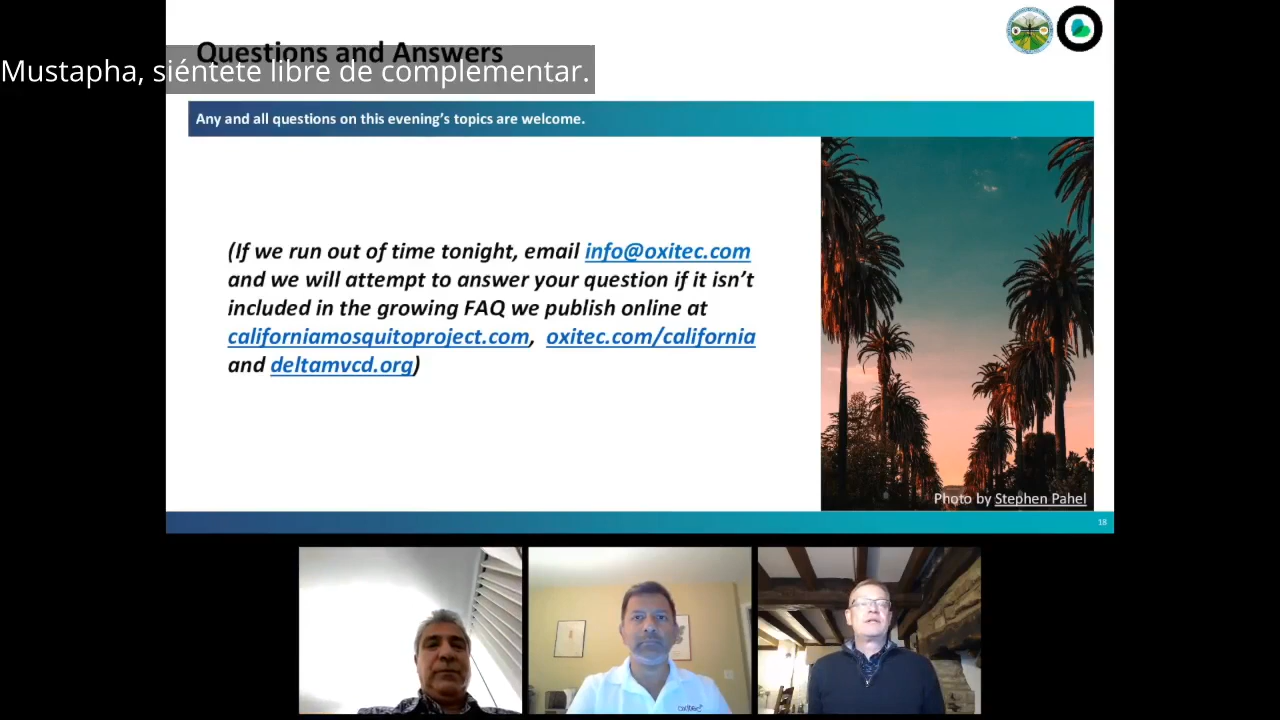 Questions and Answers
Mustapha, siéntete libre de complementar.
Any and all questions on this evening's topics are welcome.
(If we run out of time tonight, email info@oxitec.com
and we will attempt to answer your question if it isn't
included in the growing FAQ we publish online at
californiamosquitoproject.com, oxitec.com/california
and deltamvcd.org)
Photo by Stephen Pahel
18
oxitec